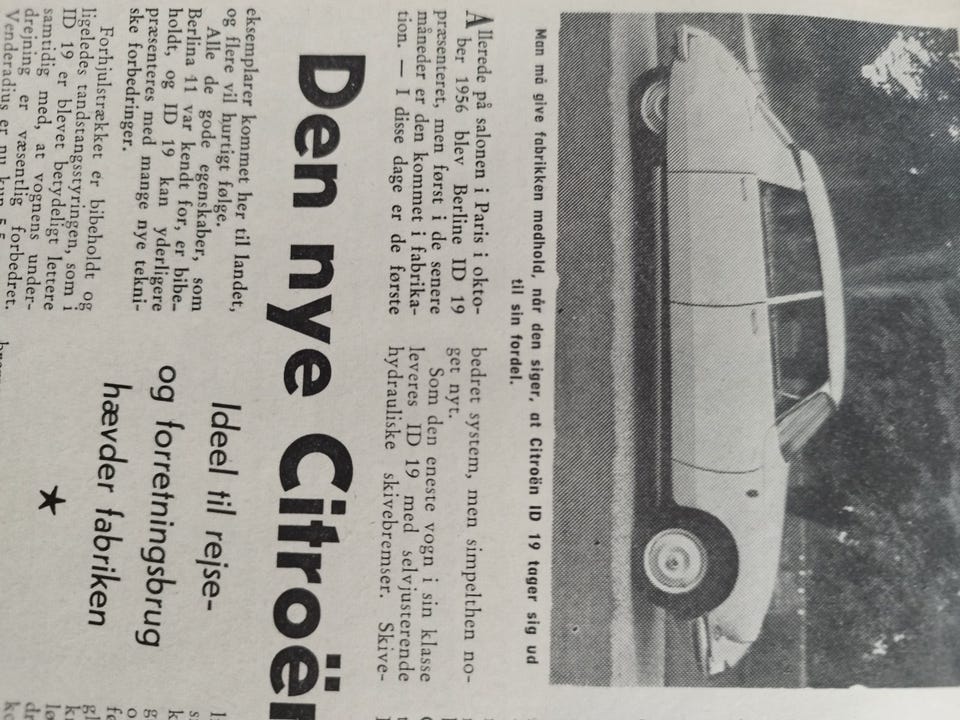 Man må give fabrikken medhold, når den siger, at Citroën ID 19 tager sig ud
til sin fordel.
Allerede på salonen i Paris i okto-
ber 1956 blev Berline ID 19
præsenteret, men først i de senere
måneder er den kommet i fabrika-
tion. — I disse dage er de første
bedret system, men simpelthen no-
get nyt.
Som den eneste vogn i sin klasse
leveres ID 19 med selvjusterende
hydrauliske skivebremser. Skive-
Den nye Citroën
eksemplarer kommet her til landet,
og flere vil hurtigt følge.
Alle de gode egenskaber, som
Berlina 11 var kendt for, er bibe-
holdt, og ID 19 kan yderligere
præsenteres med mange nye tekni-
ske forbedringer.
Forhjulstrækket er bibeholdt og
ligeledes tandstangsstyringen, som i
ID 19 er blevet betydeligt lettere
samtidig med, at vognens under-
drejning er væsentlig forbedret.
Venderadius er nu kun
Ideel til rejse-
og forretningsbrug
hævder fabriken